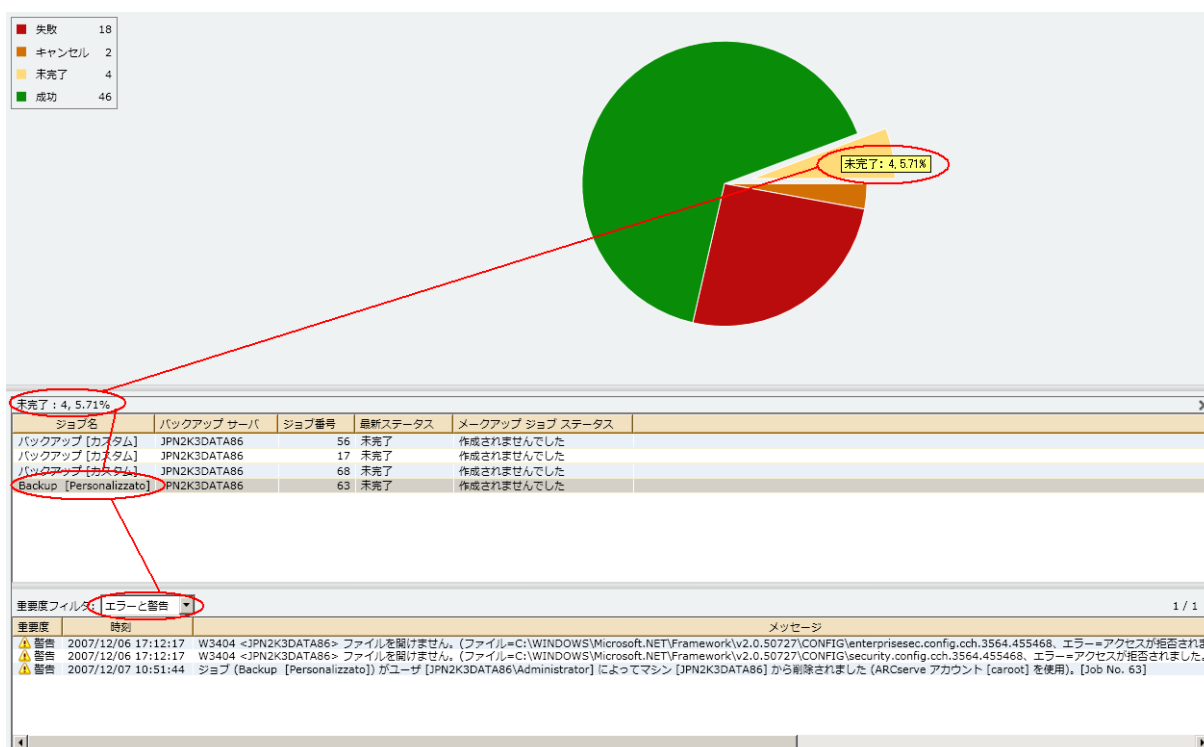 失敗 18
キャンセル 2
未完了 4
成功 46
未完了: 4, 5.71%
未完了 : 4, 5.71%
ジョブ名 バックアップ サーバ ジョブ番号 最新ステータス メークアップ ジョブ ステータス
バックアップ [カスタム] JPN2K3DATA86 56 未完了 作成されませんでした
バックアップ [カスタム] JPN2K3DATA86 17 未完了 作成されませんでした
バックアップ [カスタム] JPN2K3DATA86 68 未完了 作成されませんでした
Backup [Personalizzato] JPN2K3DATA86 63 未完了 作成されませんでした
重要度フィルタ: エラーと警告 1 / 1
重要度 時刻 メッセージ
警告 2007/12/06 17:12:17 W3404 <JPN2K3DATA86> ファイルを開けません。(ファイル=C:\WINDOWS\Microsoft.NET\Framework\v2.0.50727\CONFIG\enterprisesec.config.cch.3564.455468、エラー=アクセスが拒否されま
警告 2007/12/06 17:12:17 W3404 <JPN2K3DATA86> ファイルを開けません。(ファイル=C:\WINDOWS\Microsoft.NET\Framework\v2.0.50727\CONFIG\security.config.cch.3564.455468、エラー=アクセスが拒否されました。
警告 2007/12/07 10:51:44 ジョブ (Backup [Personalizzato]) がユーザ [JPN2K3DATA86\Administrator] によってマシン [JPN2K3DATA86] から削除されました (ARCserve アカウント [caroot] を使用)。[Job No. 63]